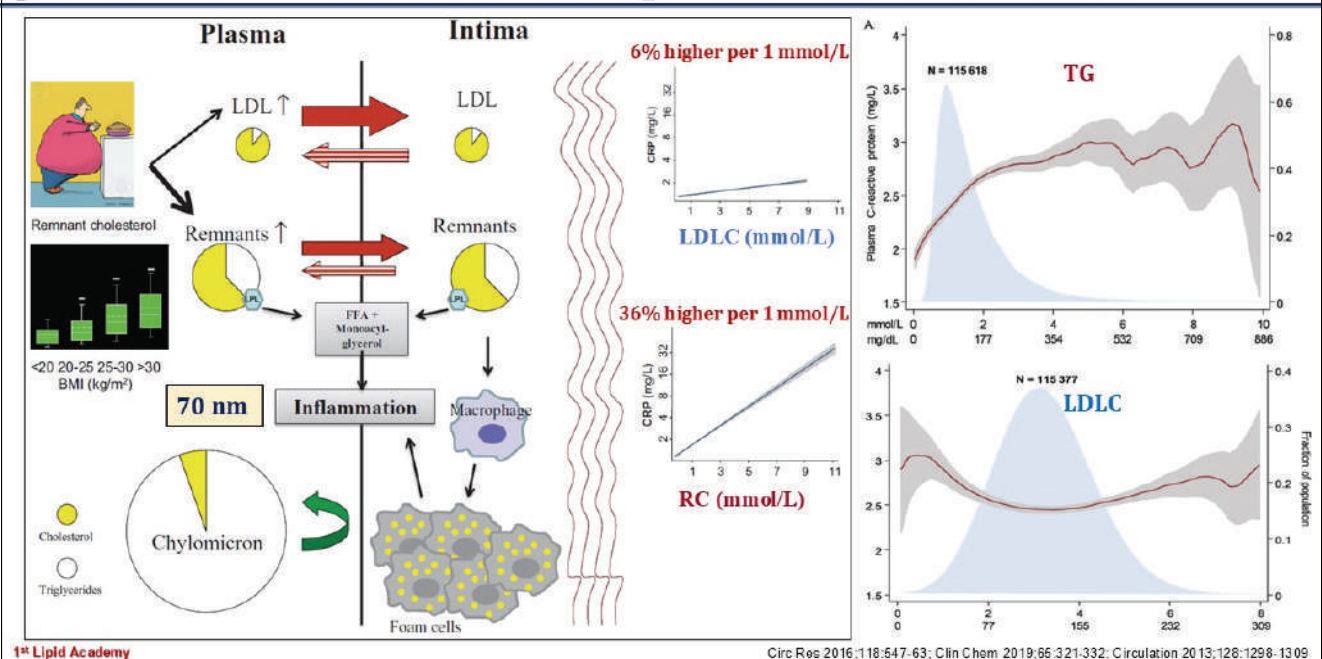 Plasma
Intima
LDL ↑
LDL
Remnant cholesterol
Remnants ↑
Remnants
LPL
LPL
FFA +
Monoacyl-
glycerol
<20 20-25 25-30 >30
BMI (kg/m²)
70 nm
Inflammation
Macrophage
Chylomicron
Cholesterol
Triglycerides
Foam cells
6% higher per 1 mmol/L
CRP (mg/L)
32
16
8
4
2
1 3 5 7 9 11
LDLC (mmol/L)
36% higher per 1 mmol/L
CRP (mg/L)
32
16
8
4
2
1 3 5 7 9 11
RC (mmol/L)
A
N = 115 618
TG
Plasma C-reactive protein (mg/L)
4
3.5
3
2.5
2
1.5
0.8
0.6
0.4
0.2
0
mmol/L 0 2 4 6 8 10
mg/dL 0 177 354 532 709 886
N = 115 377
LDLC
4
3.5
3
2.5
2
1.5
0.4
0.3
0.2
0.1
0
Fraction of population
0 2 4 6 8
0 77 155 232 309
1st Lipid Academy
Circ Res 2016;118:547-63; Clin Chem 2019;65:321-332; Circulation 2013;128:1298-1309